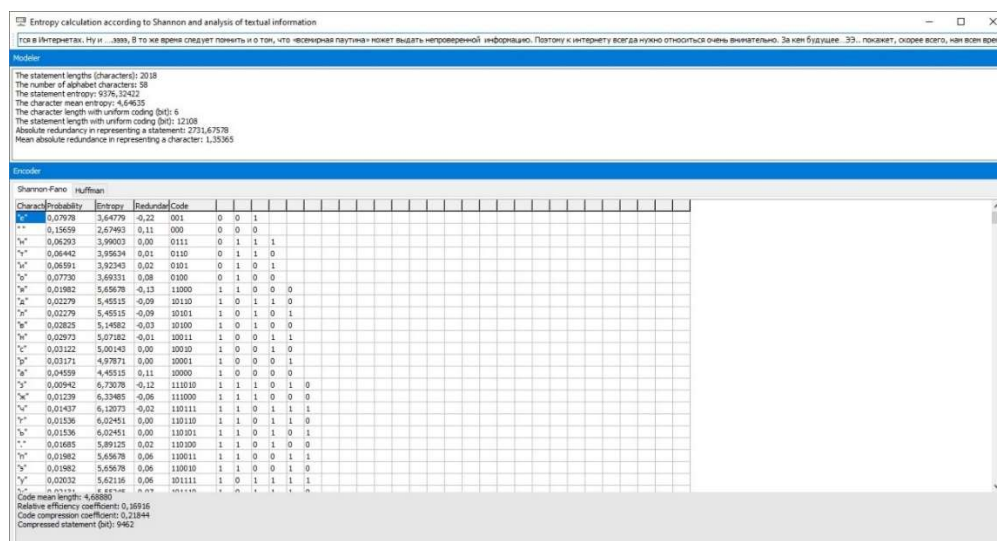 Entropy calculation according to Shannon and analysis of textual information
тся в Интернетах. Ну и ....эээ, В то же время следует помнить и о том, что «всемирная паутина» может выдать непроверенной информацию. Поэтому к интернету всегда нужно относиться очень внимательно. За кем будущее...ЭЭ... покажет, скорее всего, нам всем врем
Modeler
The statement lengths (characters): 2018
The number of alphabet characters: 58
The statement entropy: 9376,32422
The character mean entropy: 4,64635
The character length with uniform coding (bit): 6
The statement length with uniform coding (bit): 12108
Absolute redundancy in representing a statement: 2731,67578
Mean absolute redundance in representing a character: 1,35365
Encoder
Shannon-Fano Huffman
Characte Probability Entropy Redundan Code
"е" 0,07978 3,64779 -0,22 001 0 0 1
" " 0,15659 2,67493 0,11 000 0 0 0
"н" 0,06293 3,99003 0,00 0111 0 1 1 1
"т" 0,06442 3,95634 0,01 0110 0 1 1 0
"и" 0,06591 3,92343 0,02 0101 0 1 0 1
"о" 0,07730 3,69331 0,08 0100 0 1 0 0
0,01982 5,65678 -0,13 11000 1 1 0 0 0
"д" 0,02279 5,45515 -0,09 10110 1 0 1 1 0
"л" 0,02279 5,45515 -0,09 10101 1 0 1 0 1
"в" 0,02825 5,14582 -0,03 10100 1 0 1 0 0
0,02973 5,07182 -0,01 10011 1 0 0 1 1
"с" 0,03122 5,00143 0,00 10010 1 0 0 1 0
"р" 0,03171 4,97871 0,00 10001 1 0 0 0 1
"а" 0,04559 4,45515 0,11 10000 1 0 0 0 0
"з" 0,00942 6,73078 -0,12 111010 1 1 1 0 1 0
"ж" 0,01239 6,33485 -0,06 111000 1 1 1 0 0 0
"ч" 0,01437 6,12073 -0,02 110111 1 1 0 1 1 1
"г" 0,01536 6,02451 0,00 110110 1 1 0 1 1 0
"ь" 0,01536 6,02451 0,00 110101 1 1 0 1 0 1
"." 0,01685 5,89125 0,02 110100 1 1 0 1 0 0
"п" 0,01982 5,65678 0,06 110011 1 1 0 0 1 1
"э" 0,01982 5,65678 0,06 110010 1 1 0 0 1 0
"у" 0,02032 5,62116 0,06 101111 1 0 1 1 1 1
Code mean length: 4,68880
Relative efficiency coefficient: 0,16916
Code compression coefficient: 0,21844
Compressed statement (bit): 9462